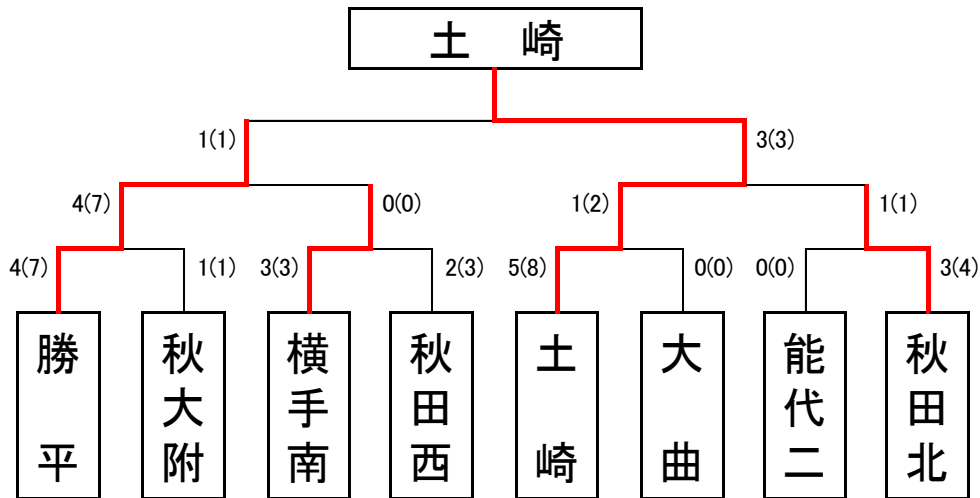 土 崎
1(1) 3(3)
4(7) 0(0) 1(2) 1(1)
4(7) 1(1) 3(3) 2(3) 5(8) 0(0) 0(0) 3(4)
勝平
秋大附
横手南
秋田西
土崎
大曲
能代二
秋田北